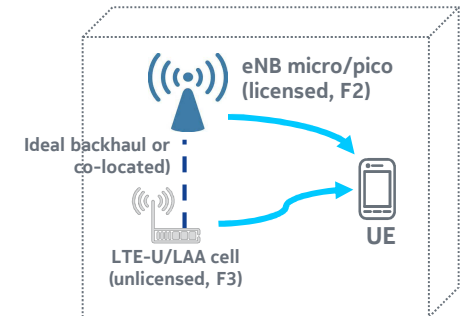 eNB micro/pico
(licensed, F2)
Ideal backhaul or
co-located)
UE
LTE-U/LAA cell
(unlicensed, F3)